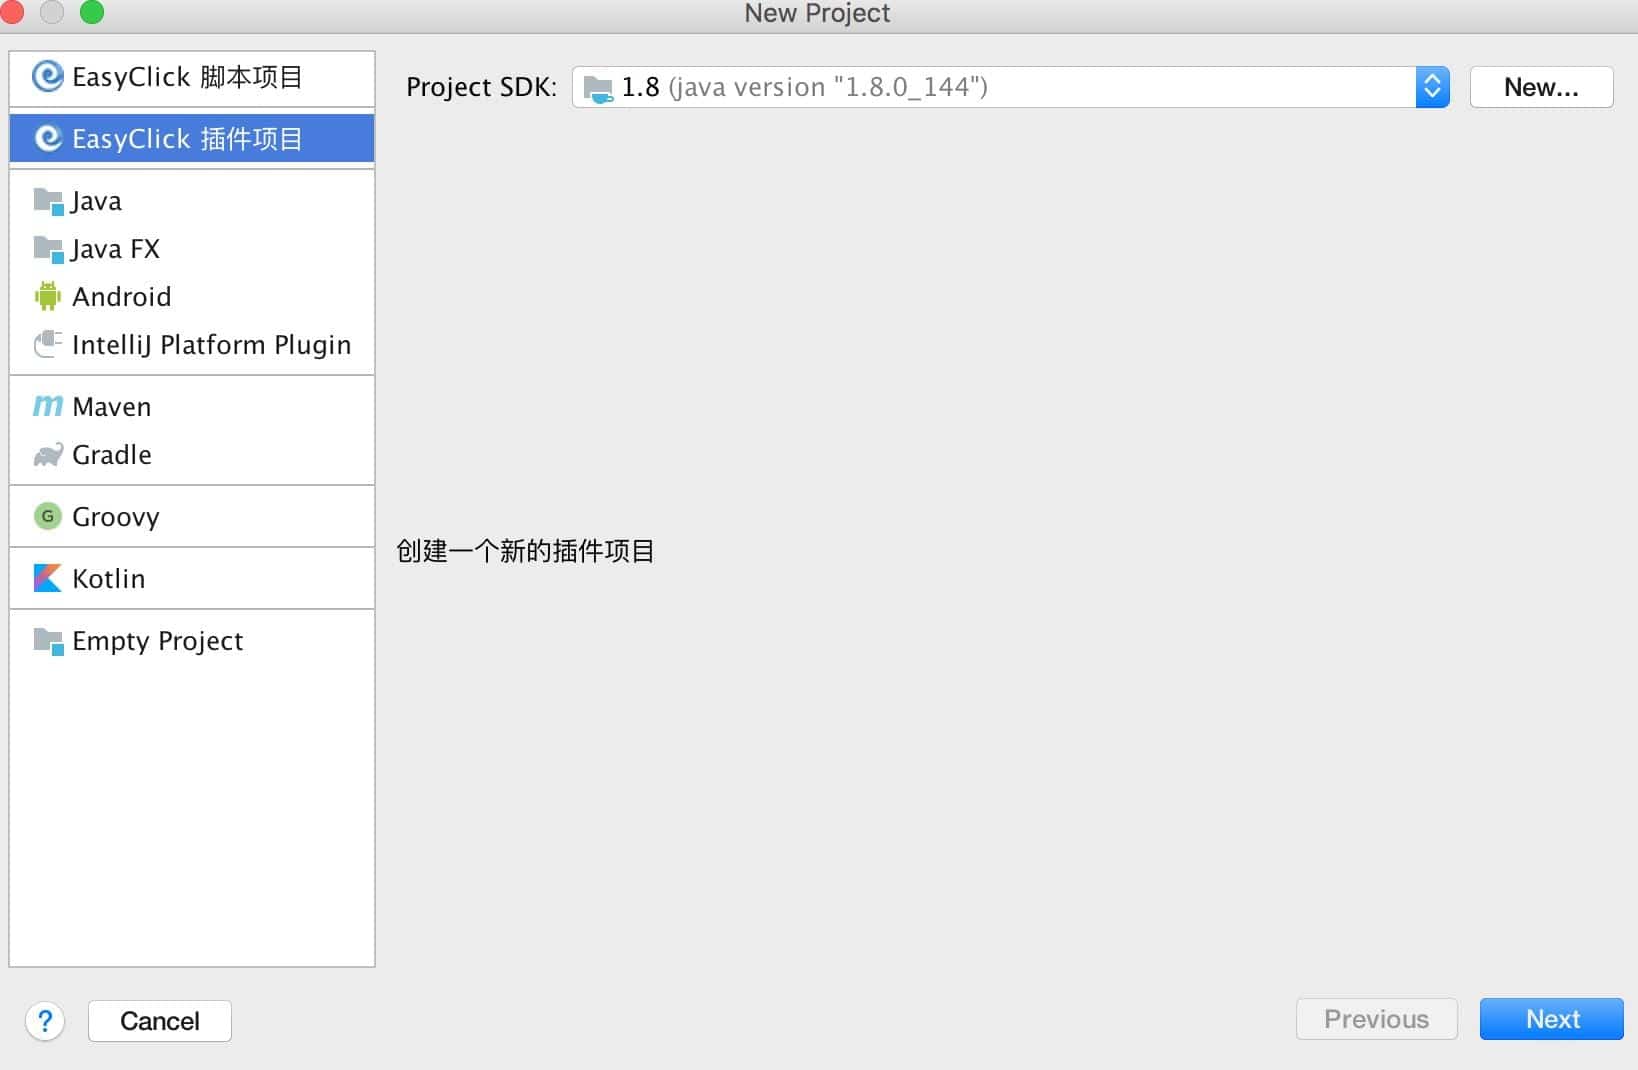 New Project
EasyClick 脚本项目
EasyClick 插件项目
Java
Java FX
Android
IntelliJ Platform Plugin
Maven
Gradle
G Groovy
Kotlin
Empty Project
Project SDK: 1.8 (java version "1.8.0_144") New...
创建一个新的插件项目
? Cancel Previous Next